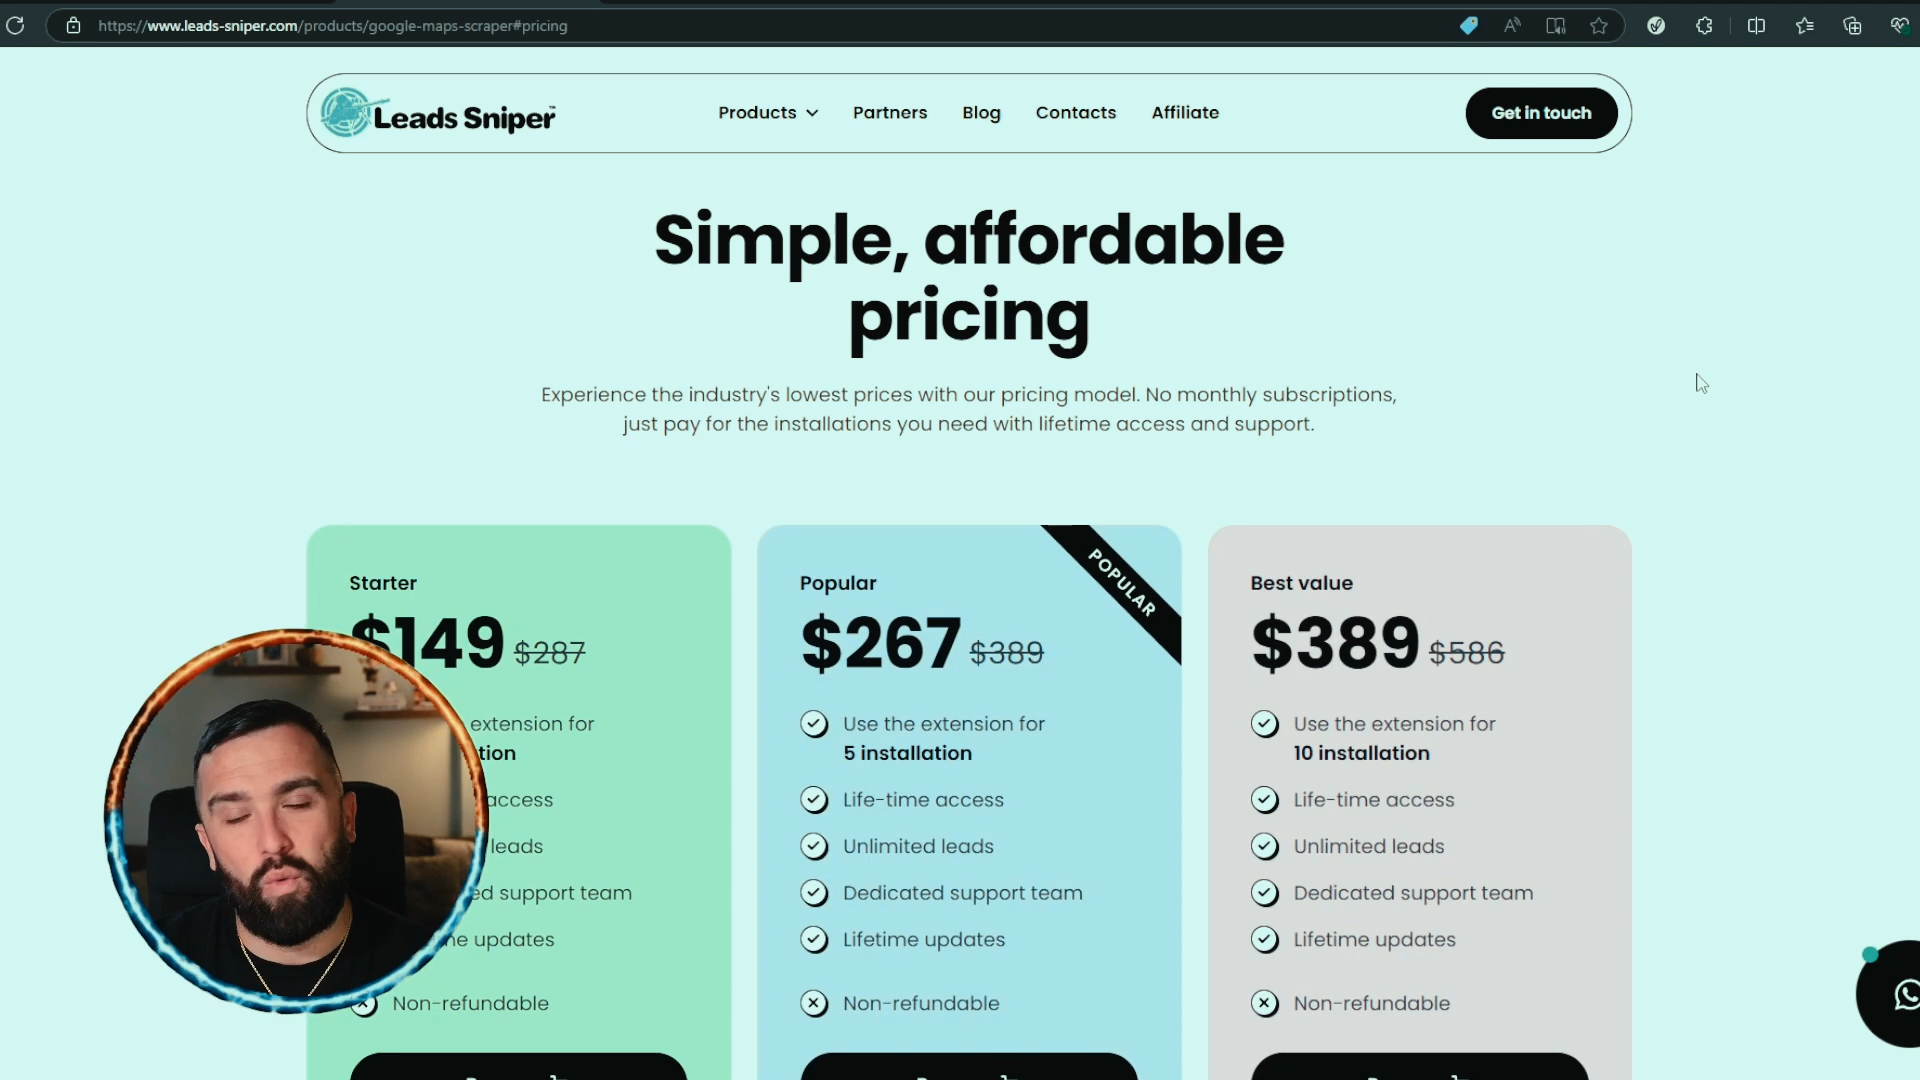 https://www.leads-sniper.com/products/google-maps-scraper#pricing
Leads Sniper™
Products
Partners
Blog
Contacts
Affiliate
Get in touch
Simple, affordable
pricing
Experience the industry's lowest prices with our pricing model. No monthly subscriptions,
just pay for the installations you need with lifetime access and support.
Starter
$149 $287
extension for
access
leads
support team
updates
Non-refundable
POPULAR
Popular
$267 $389
Use the extension for
5 installation
Life-time access
Unlimited leads
Dedicated support team
Lifetime updates
Non-refundable
Best value
$389 $586
Use the extension for
10 installation
Life-time access
Unlimited leads
Dedicated support team
Lifetime updates
Non-refundable